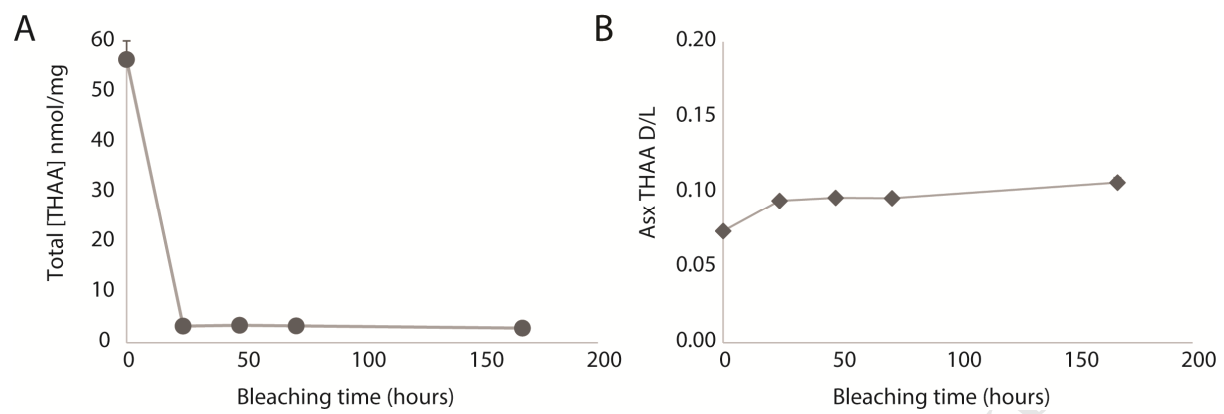 A
Total [THAA] nmol/mg
60
50
40
30
20
10
0
0 50 100 150 200
Bleaching time (hours)
B
Asx THAA D/L
0.20
0.15
0.10
0.05
0.00
0 50 100 150 200
Bleaching time (hours)